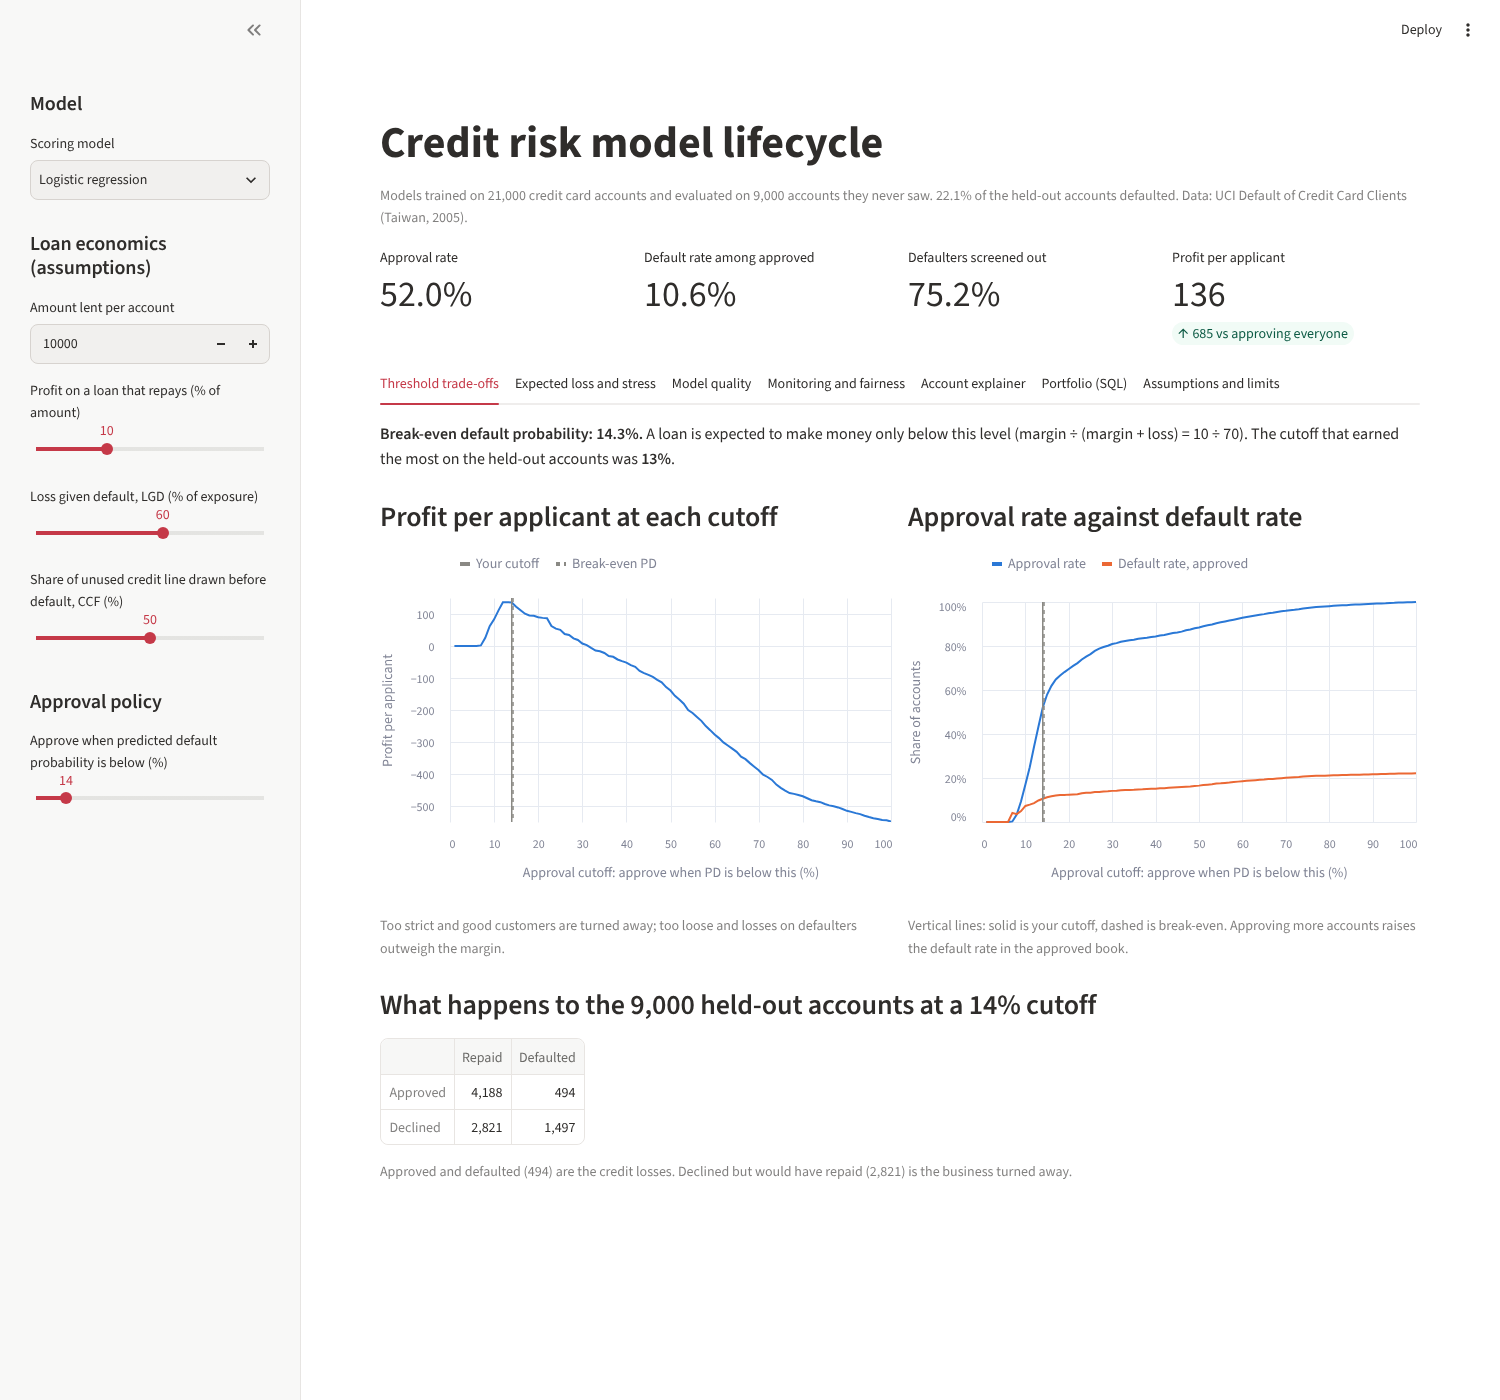 Deploy
Model
Scoring model
Logistic regression
Loan economics
(assumptions)
Amount lent per account
10000
Profit on a loan that repays (% of
amount)
10
Loss given default, LGD (% of exposure)
60
Share of unused credit line drawn before
default, CCF (%)
50
Approval policy
Approve when predicted default
probability is below (%)
14
Credit risk model lifecycle
Models trained on 21,000 credit card accounts and evaluated on 9,000 accounts they never saw. 22.1% of the held-out accounts defaulted. Data: UCI Default of Credit Card Clients
(Taiwan, 2005).
Approval rate
52.0%
Default rate among approved
10.6%
Defaulters screened out
75.2%
Profit per applicant
136
↑ 685 vs approving everyone
Threshold trade-offs Expected loss and stress Model quality Monitoring and fairness Account explainer Portfolio (SQL) Assumptions and limits
Break-even default probability: 14.3%. A loan is expected to make money only below this level (margin ÷ (margin + loss) = 10 ÷ 70). The cutoff that earned
the most on the held-out accounts was 13%.
Profit per applicant at each cutoff
Your cutoff Break-even PD
Profit per applicant
100
0
−100
−200
−300
−400
−500
0 10 20 30 40 50 60 70 80 90 100
Approval cutoff: approve when PD is below this (%)
Too strict and good customers are turned away; too loose and losses on defaulters
outweigh the margin.
Approval rate against default rate
Approval rate Default rate, approved
Share of accounts
100%
80%
60%
40%
20%
0%
0 10 20 30 40 50 60 70 80 90 100
Approval cutoff: approve when PD is below this (%)
Vertical lines: solid is your cutoff, dashed is break-even. Approving more accounts raises
the default rate in the approved book.
What happens to the 9,000 held-out accounts at a 14% cutoff
Repaid Defaulted
Approved 4,188 494
Declined 2,821 1,497
Approved and defaulted (494) are the credit losses. Declined but would have repaid (2,821) is the business turned away.